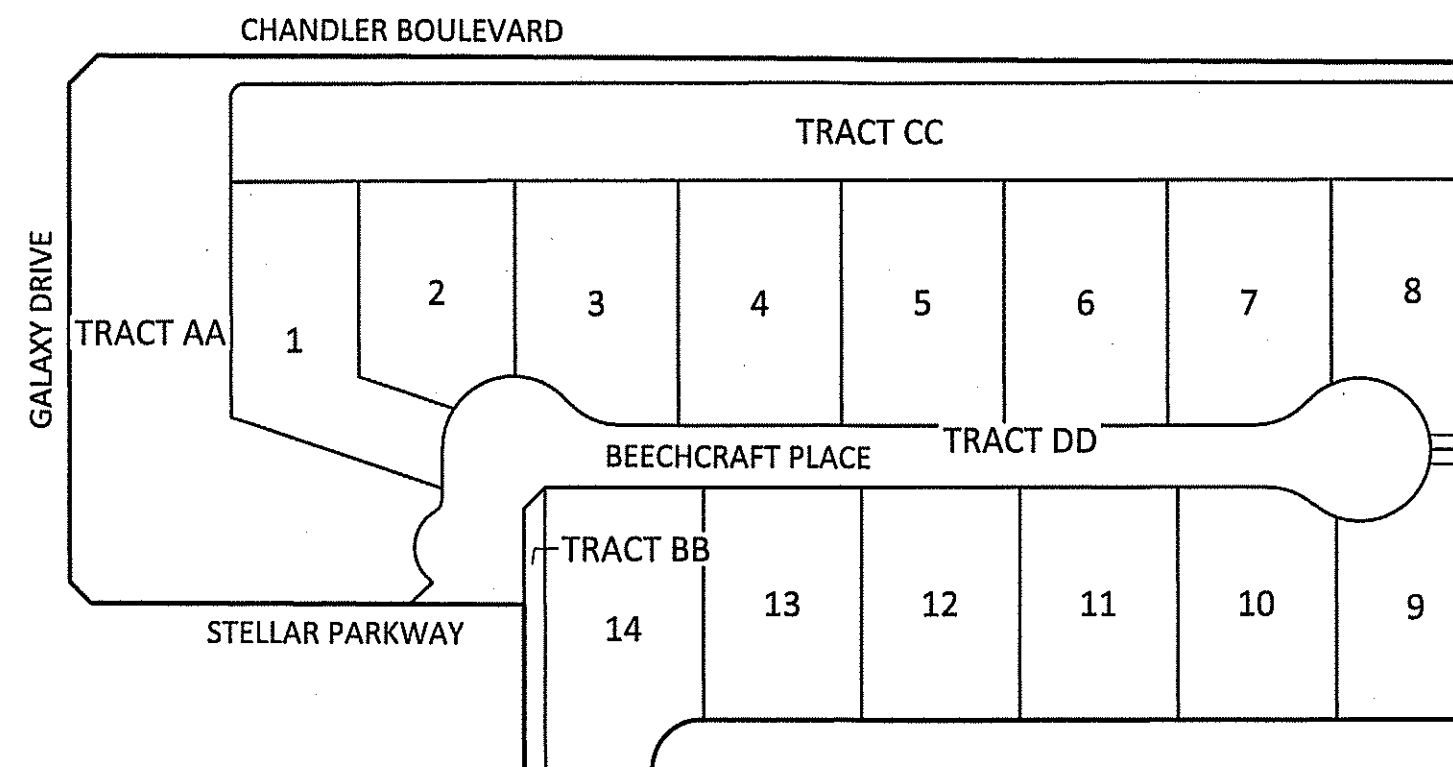 CHANDLER BOULEVARD
TRACT CC
GALAXY DRIVE
TRACT AA
1
2
3
4
5
6
7
8
BEECHCRAFT PLACE
TRACT DD
TRACT BB
14
13
12
11
10
9
STELLAR PARKWAY